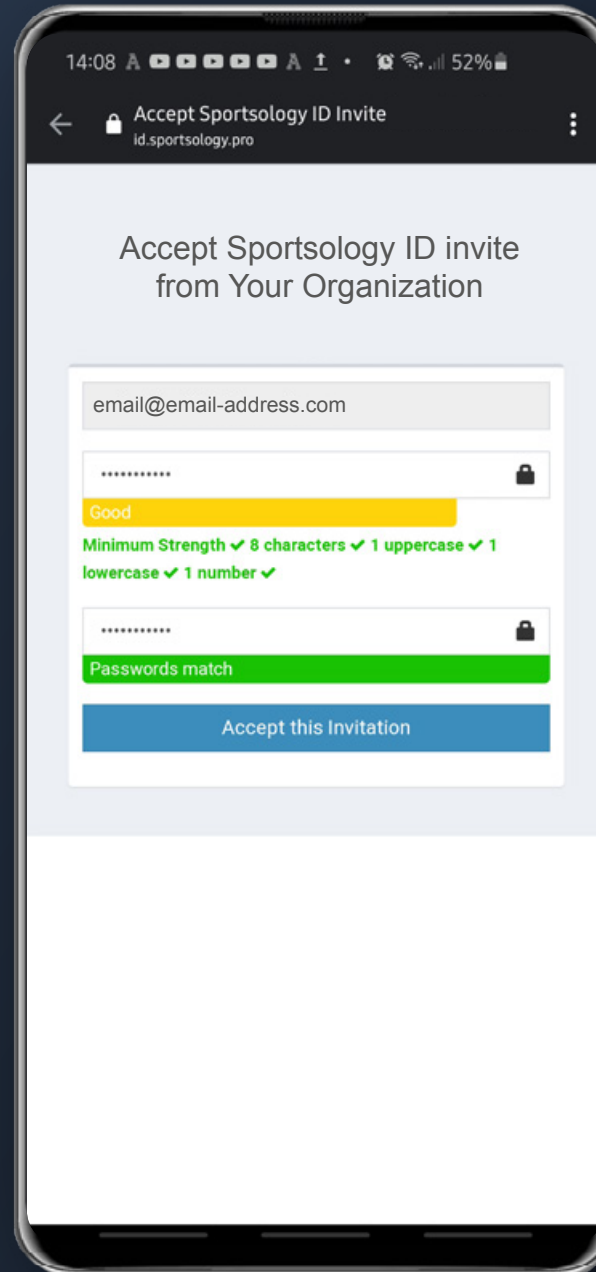 14:08 52%
Accept Sportsology ID Invite
id.sportsology.pro
Accept Sportsology ID invite
from Your Organization
email@email-address.com
•••••••••••
Good
Minimum Strength ✔ 8 characters ✔ 1 uppercase ✔ 1
lowercase ✔ 1 number ✔
•••••••••••
Passwords match
Accept this Invitation